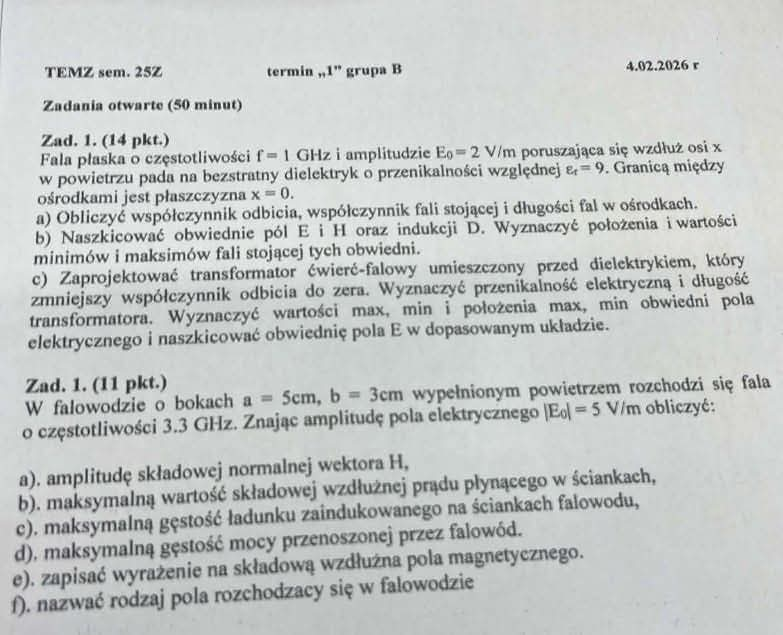 TEMZ sem. 25Z termin „1" grupa B 4.02.2026 r
Zadania otwarte (50 minut)
Zad. 1. (14 pkt.)
Fala płaska o częstotliwości f = 1 GHz i amplitudzie E₀ = 2 V/m poruszająca się wzdłuż osi x
w powietrzu pada na bezstratny dielektryk o przenikalności względnej εᵣ = 9. Granicą między
ośrodkami jest płaszczyzna x = 0.
a) Obliczyć współczynnik odbicia, współczynnik fali stojącej i długości fal w ośrodkach.
b) Naszkicować obwiednie pól E i H oraz indukcji D. Wyznaczyć położenia i wartości
minimów i maksimów fali stojącej tych obwiedni.
c) Zaprojektować transformator ćwierć-falowy umieszczony przed dielektrykiem, który
zmniejszy współczynnik odbicia do zera. Wyznaczyć przenikalność elektryczną i długość
transformatora. Wyznaczyć wartości max, min i położenia max, min obwiedni pola
elektrycznego i naszkicować obwiednię pola E w dopasowanym układzie.
Zad. 1. (11 pkt.)
W falowodzie o bokach a = 5cm, b = 3cm wypełnionym powietrzem rozchodzi się fala
o częstotliwości 3.3 GHz. Znając amplitudę pola elektrycznego |E₀| = 5 V/m obliczyć:
a). amplitudę składowej normalnej wektora H,
b). maksymalną wartość składowej wzdłużnej prądu płynącego w ściankach,
c). maksymalną gęstość ładunku zaindukowanego na ściankach falowodu,
d). maksymalną gęstość mocy przenoszonej przez falowód.
e). zapisać wyrażenie na składową wzdłużna pola magnetycznego.
f). nazwać rodzaj pola rozchodzacy się w falowodzie